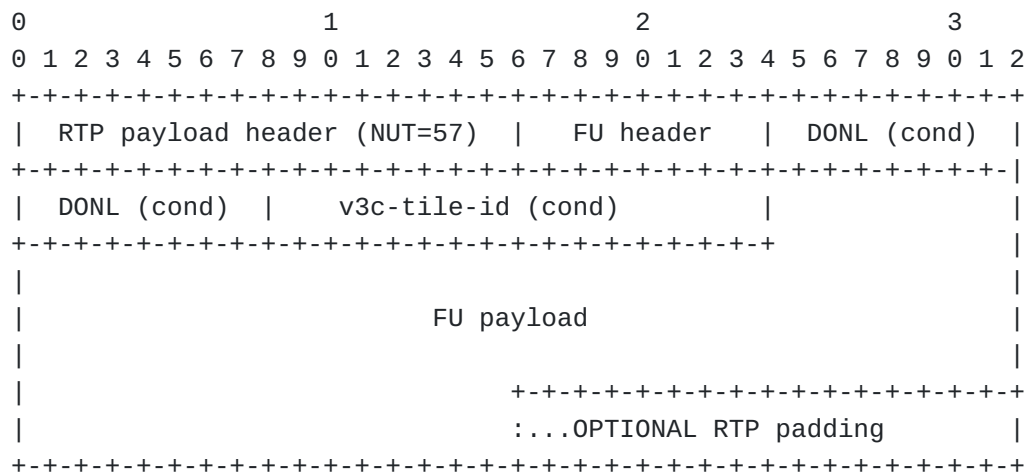 0                   1                   2                   3
0 1 2 3 4 5 6 7 8 9 0 1 2 3 4 5 6 7 8 9 0 1 2 3 4 5 6 7 8 9 0 1 2
+-+-+-+-+-+-+-+-+-+-+-+-+-+-+-+-+-+-+-+-+-+-+-+-+-+-+-+-+-+-+-+-+
|  RTP payload header (NUT=57)  |   FU header   |  DONL (cond)  |
+-+-+-+-+-+-+-+-+-+-+-+-+-+-+-+-+-+-+-+-+-+-+-+-+-+-+-+-+-+-+-+-|
|  DONL (cond)  |    v3c-tile-id (cond)         |               |
+-+-+-+-+-+-+-+-+-+-+-+-+-+-+-+-+-+-+-+-+-+-+-+-+               |
|                                                               |
|                          FU payload                           |
|                                                               |
|                               +-+-+-+-+-+-+-+-+-+-+-+-+-+-+-+-+
|                               :...OPTIONAL RTP padding        |
+-+-+-+-+-+-+-+-+-+-+-+-+-+-+-+-+-+-+-+-+-+-+-+-+-+-+-+-+-+-+-+-+